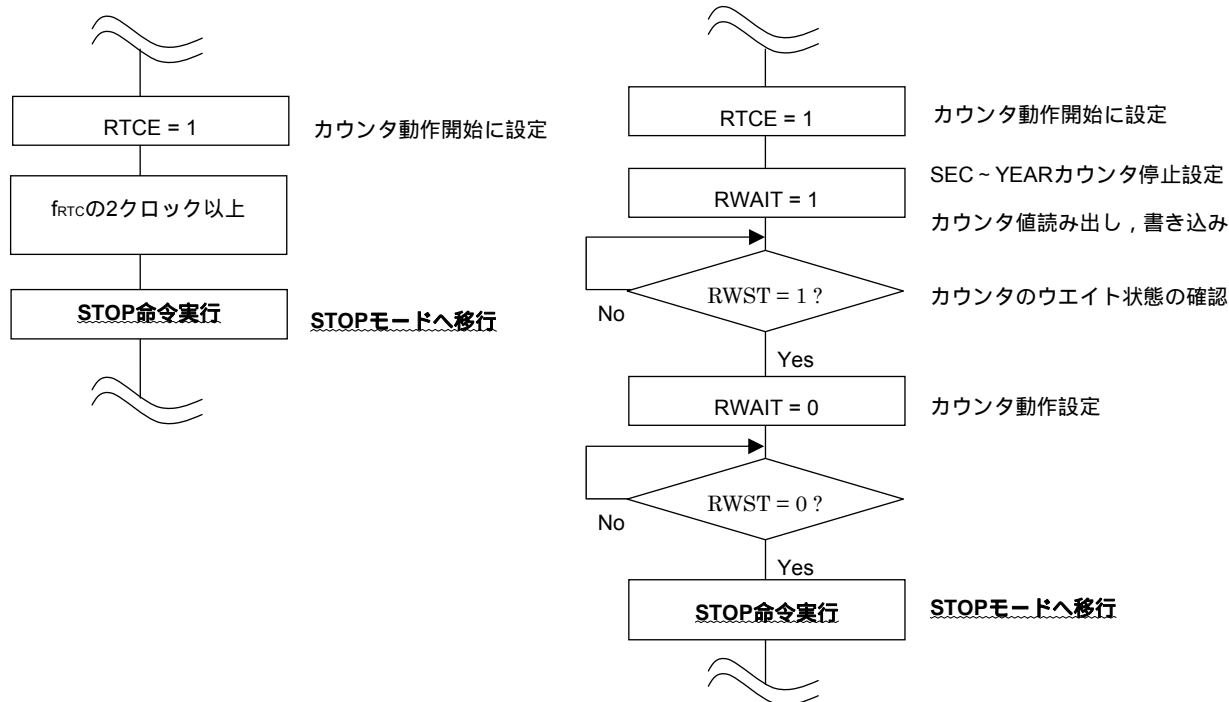 RTCE = 1
カウンタ動作開始に設定
fRTCの2クロック以上
STOP命令実行
STOPモードへ移行
RTCE = 1
カウンタ動作開始に設定
RWAIT = 1
SEC～YEARカウンタ停止設定
カウンタ値読み出し，書き込み
RWST = 1 ?
カウンタのウエイト状態の確認
No
Yes
RWAIT = 0
カウンタ動作設定
RWST = 0 ?
No
Yes
STOP命令実行
STOPモードへ移行